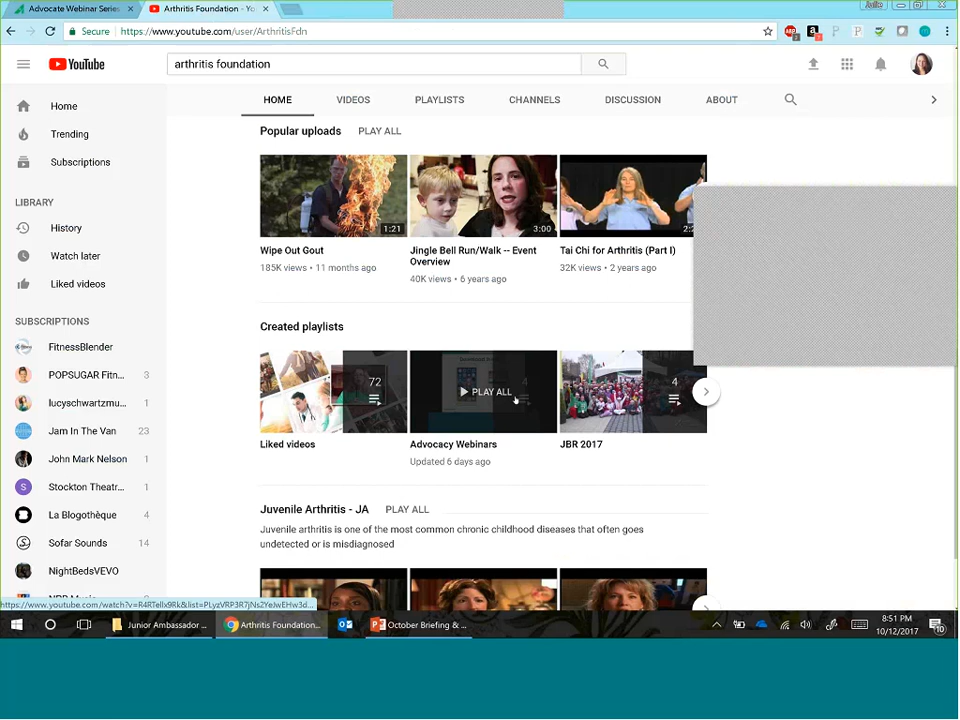 Advocate Webinar Series
Arthritis Foundation - Yo
Julie
Secure https://www.youtube.com/user/ArthritisFdn
YouTube
arthritis foundation
HOME VIDEOS PLAYLISTS CHANNELS DISCUSSION ABOUT
Home
Trending
Subscriptions
LIBRARY
History
Watch later
Liked videos
SUBSCRIPTIONS
FitnessBlender
POPSUGAR Fitn... 3
lucyschwartzmu... 1
Jam In The Van 23
John Mark Nelson 1
S Stockton Theatr... 1
La Blogothèque 4
Sofar Sounds 14
NightBedsVEVO
Popular uploads PLAY ALL
1:21
3:00
Wipe Out Gout
185K views • 11 months ago
Jingle Bell Run/Walk -- Event
Overview
40K views • 6 years ago
Tai Chi for Arthritis (Part I)
32K views • 2 years ago
Created playlists
72
PLAY ALL
4
Liked videos
Advocacy Webinars
Updated 6 days ago
JBR 2017
Juvenile Arthritis - JA PLAY ALL
Juvenile arthritis is one of the most common chronic childhood diseases that often goes
undetected or is misdiagnosed
Junior Ambassador ...
Arthritis Foundation...
October Briefing & ...
8:51 PM
10/12/2017
10